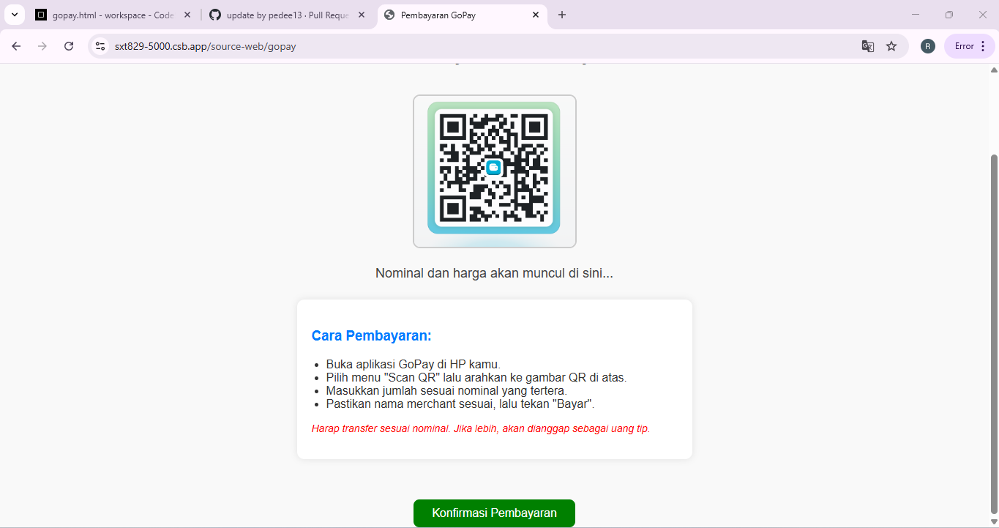 gopay.html - workspace - Code
update by pedee13 · Pull Reque
Pembayaran GoPay
sxt829-5000.csb.app/source-web/gopay
R
Error
Nominal dan harga akan muncul di sini...
Cara Pembayaran:
Buka aplikasi GoPay di HP kamu.
Pilih menu "Scan QR" lalu arahkan ke gambar QR di atas.
Masukkan jumlah sesuai nominal yang tertera.
Pastikan nama merchant sesuai, lalu tekan "Bayar".
Harap transfer sesuai nominal. Jika lebih, akan dianggap sebagai uang tip.
Konfirmasi Pembayaran